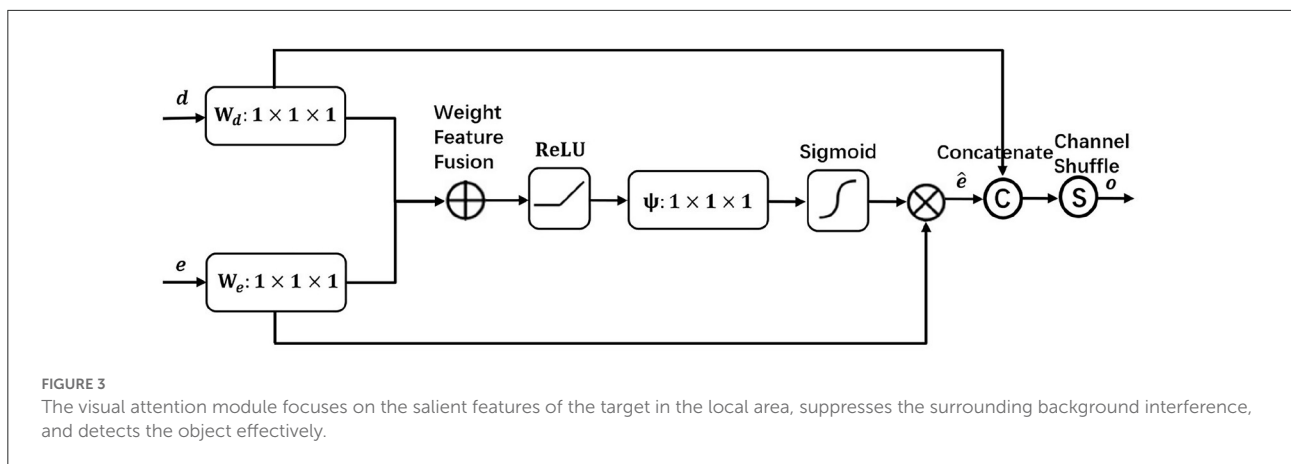 d
W_d: 1 × 1 × 1
Weight
Feature
Fusion
ReLU
ψ: 1 × 1 × 1
Sigmoid
Concatenate
ê
C
Channel
Shuffle
o
S
e
W_e: 1 × 1 × 1
FIGURE 3
The visual attention module focuses on the salient features of the target in the local area, suppresses the surrounding background interference,
and detects the object effectively.